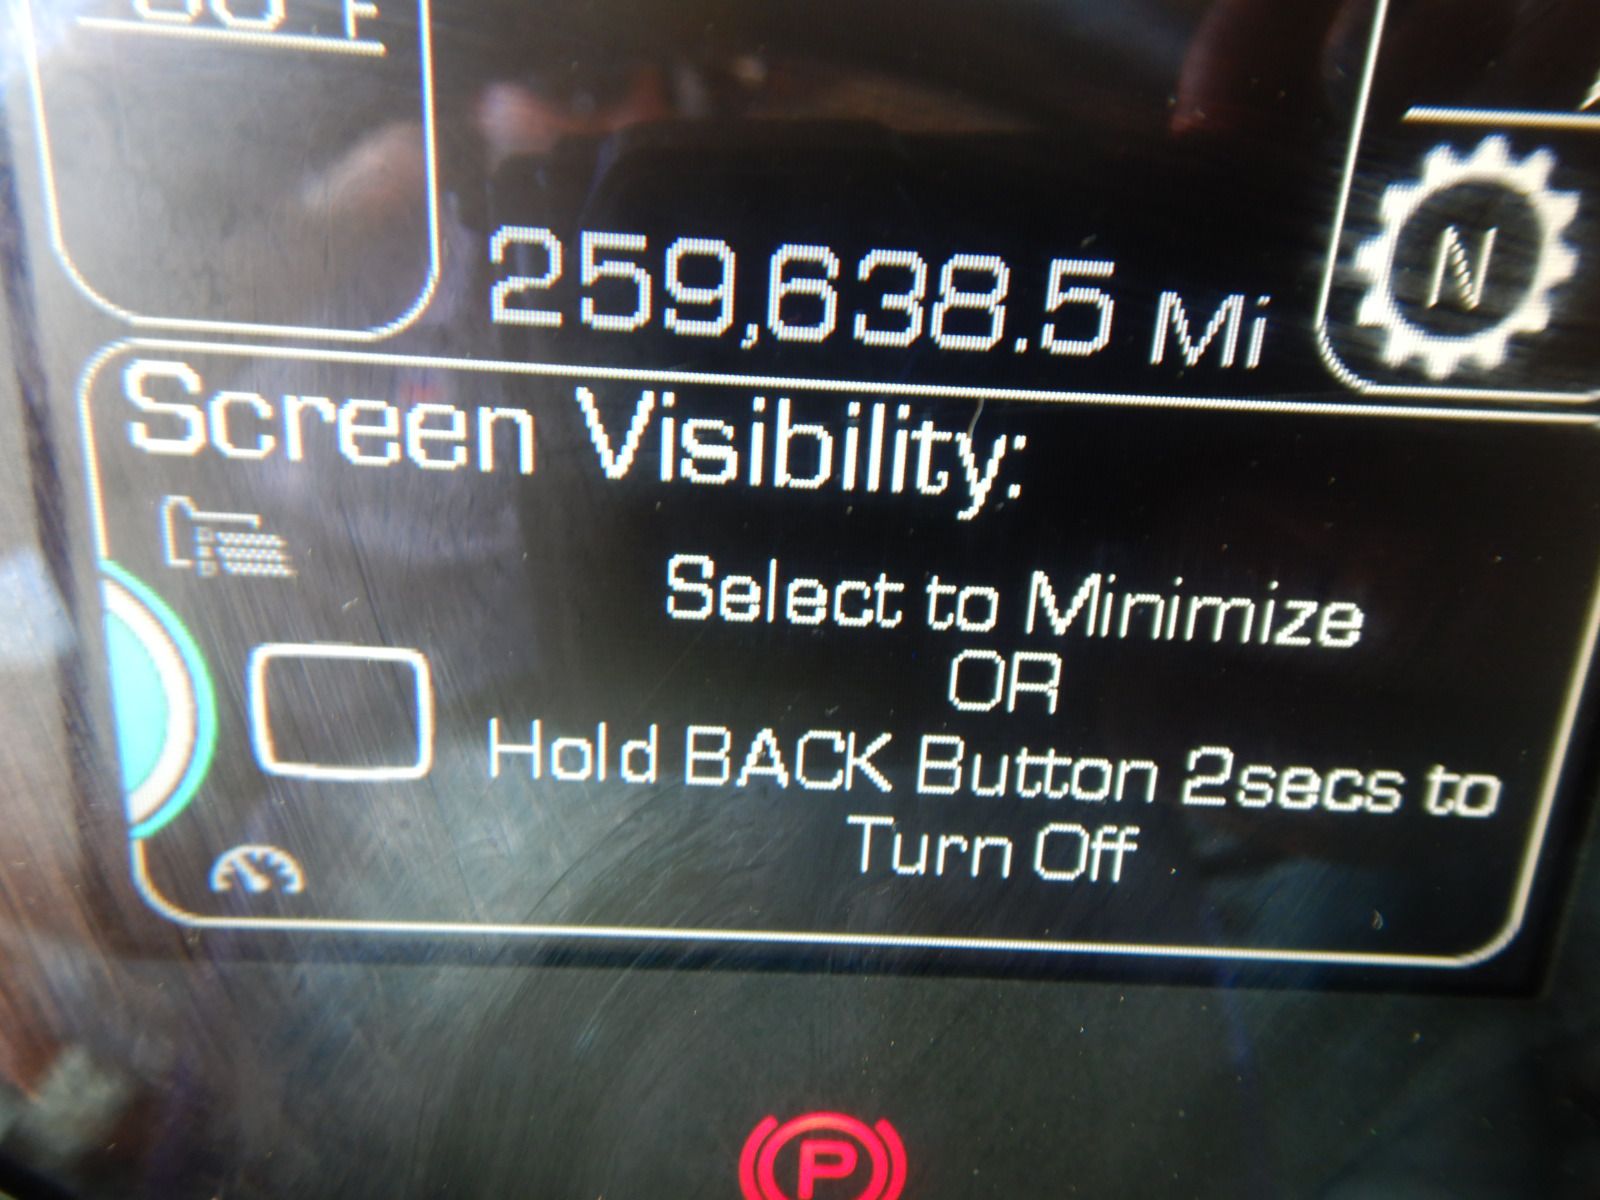 259,638.5 Mi
N
Screen Visibility:
Select to Minimize
OR
Hold BACK Button 2secs to
Turn Off
P